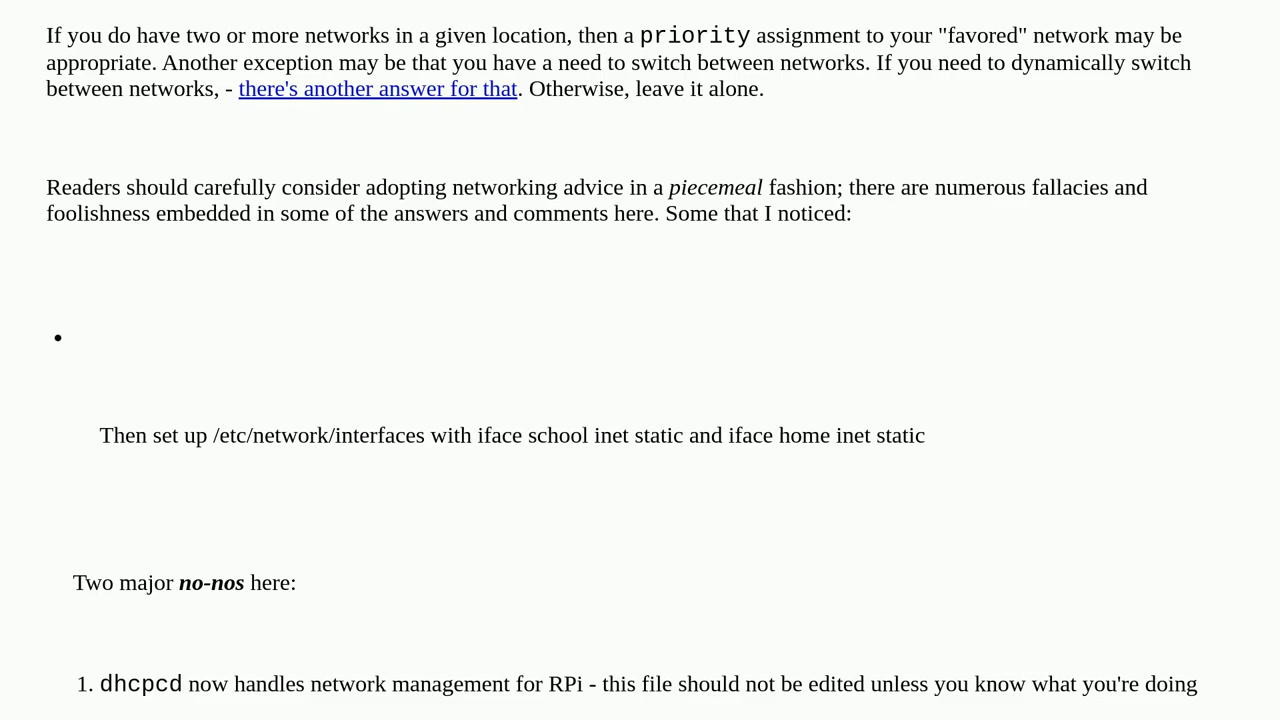 If you do have two or more networks in a given location, then a priority assignment to your "favored" network may be
appropriate. Another exception may be that you have a need to switch between networks. If you need to dynamically switch
between networks, - there's another answer for that. Otherwise, leave it alone.
Readers should carefully consider adopting networking advice in a piecemeal fashion; there are numerous fallacies and
foolishness embedded in some of the answers and comments here. Some that I noticed:
•
Then set up /etc/network/interfaces with iface school inet static and iface home inet static
Two major no-nos here:
1. dhcpcd now handles network management for RPi - this file should not be edited unless you know what you're doing